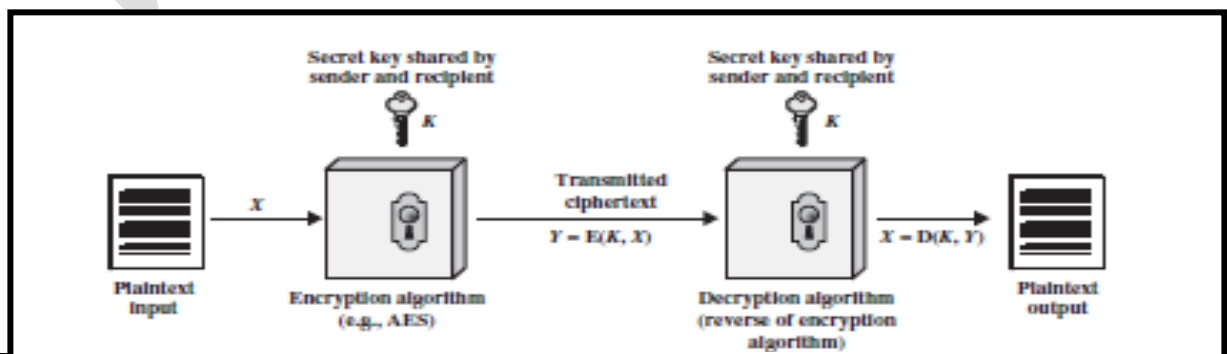 Secret key shared by
sender and recipient
K
Secret key shared by
sender and recipient
K
X
Transmitted
ciphertext
Y = E(K, X)
X = D(K, Y)
Plaintext
input
Encryption algorithm
(e.g., AES)
Decryption algorithm
(reverse of encryption
algorithm)
Plaintext
output